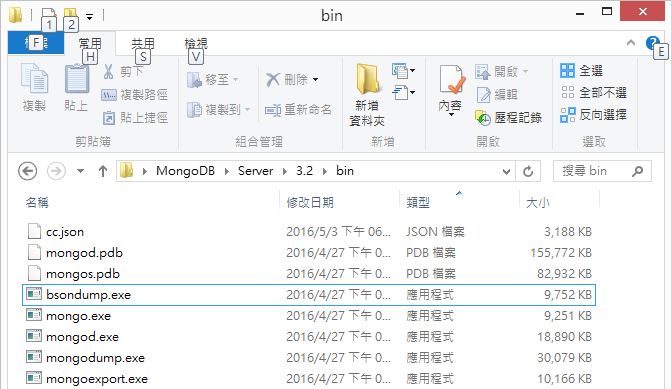 bin
1 2
檔案 常用 共用 檢視
F H S V E
複製 貼上 剪下
複製路徑
貼上捷徑
移至 刪除
複製到 重新命名
新增
資料夾
內容 開啟
編輯
歷程記錄
全選
全部不選
反向選擇
剪貼簿 組合管理 新增 開啟 選取
MongoDB Server 3.2 bin 搜尋 bin
名稱 修改日期 類型 大小
cc.json 2016/5/3 下午 06... JSON 檔案 3,188 KB
mongod.pdb 2016/4/27 下午 0... PDB 檔案 155,772 KB
mongos.pdb 2016/4/27 下午 0... PDB 檔案 82,932 KB
bsondump.exe 2016/4/27 下午 0... 應用程式 9,752 KB
mongo.exe 2016/4/27 下午 0... 應用程式 9,251 KB
mongod.exe 2016/4/27 下午 0... 應用程式 18,890 KB
mongodump.exe 2016/4/27 下午 0... 應用程式 30,079 KB
mongoexport.exe 2016/4/27 下午 0... 應用程式 10,166 KB